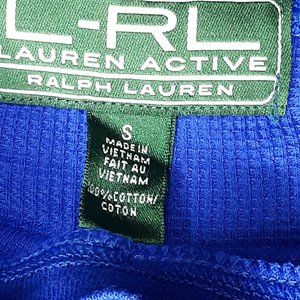 L-RL
LAUREN ACTIVE
RALPH LAUREN
S
MADE IN
VIETNAM
FAIT AU
VIETNAM
100% COTTON/
COTON